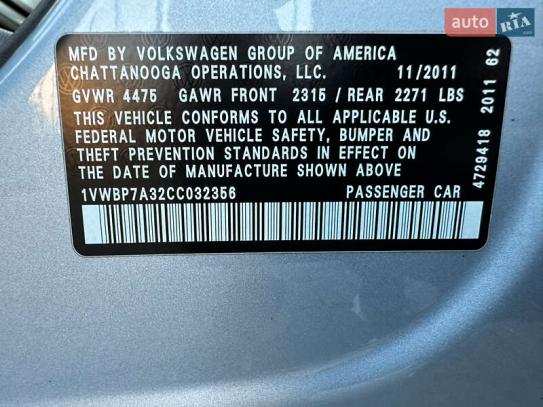 auto RIA.com
MFD BY VOLKSWAGEN GROUP OF AMERICA
CHATTANOOGA OPERATIONS, LLC. 11/2011
GVWR 4475 GAWR FRONT 2315 / REAR 2271 LBS
THIS VEHICLE CONFORMS TO ALL APPLICABLE U.S.
FEDERAL MOTOR VEHICLE SAFETY, BUMPER AND
THEFT PREVENTION STANDARDS IN EFFECT ON
THE DATE OF MANUFACTURE SHOWN ABOVE
1VWBP7A32CC032356 PASSENGER CAR
4729418 2011 62